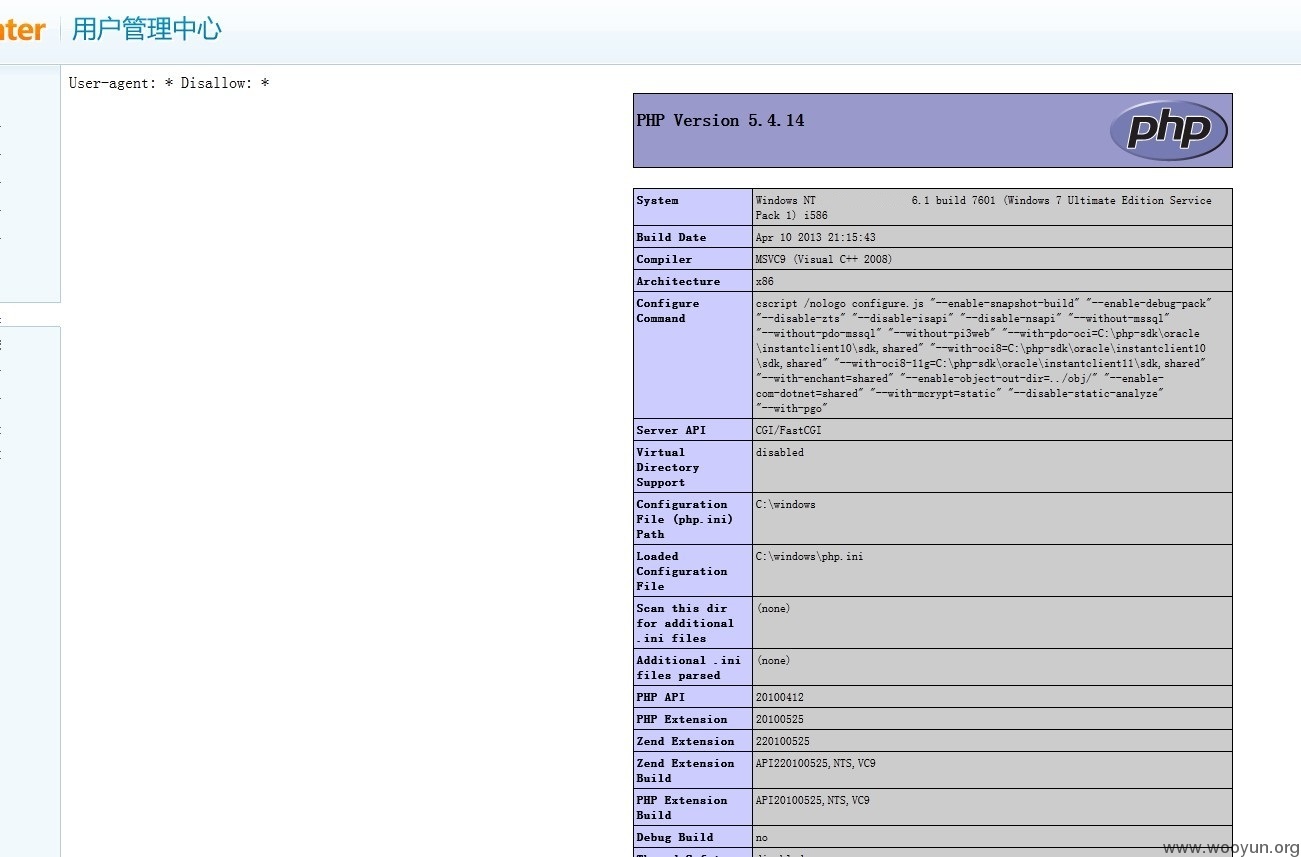 用户管理中心
User-agent: * Disallow: *
PHP Version 5.4.14
php
System
Windows NT 6.1 build 7601 (Windows 7 Ultimate Edition Service
Pack 1) i586
Build Date
Apr 10 2013 21:15:43
Compiler
MSVC9 (Visual C++ 2008)
Architecture
x86
Configure
Command
cscript /nologo configure.js "--enable-snapshot-build" "--enable-debug-pack"
"--disable-zts" "--disable-isapi" "--disable-nsapi" "--without-mssql"
"--without-pdo-mssql" "--without-pi3web" "--with-pdo-oci=C:\php-sdk\oracle
\instantclient10\sdk,shared" "--with-oci8=C:\php-sdk\oracle\instantclient10
\sdk,shared" "--with-oci8-11g=C:\php-sdk\oracle\instantclient11\sdk,shared"
"--with-enchant=shared" "--enable-object-out-dir=../obj/" "--enable-
com-dotnet=shared" "--with-mcrypt=static" "--disable-static-analyze"
"--with-pgo"
Server API
CGI/FastCGI
Virtual
Directory
Support
disabled
Configuration
File (php.ini)
Path
C:\windows
Loaded
Configuration
File
C:\windows\php.ini
Scan this dir
for additional
.ini files
(none)
Additional .ini
files parsed
(none)
PHP API
20100412
PHP Extension
20100525
Zend Extension
220100525
Zend Extension
Build
API220100525,NTS,VC9
PHP Extension
Build
API20100525,NTS,VC9
Debug Build
no
www.wooyun.org